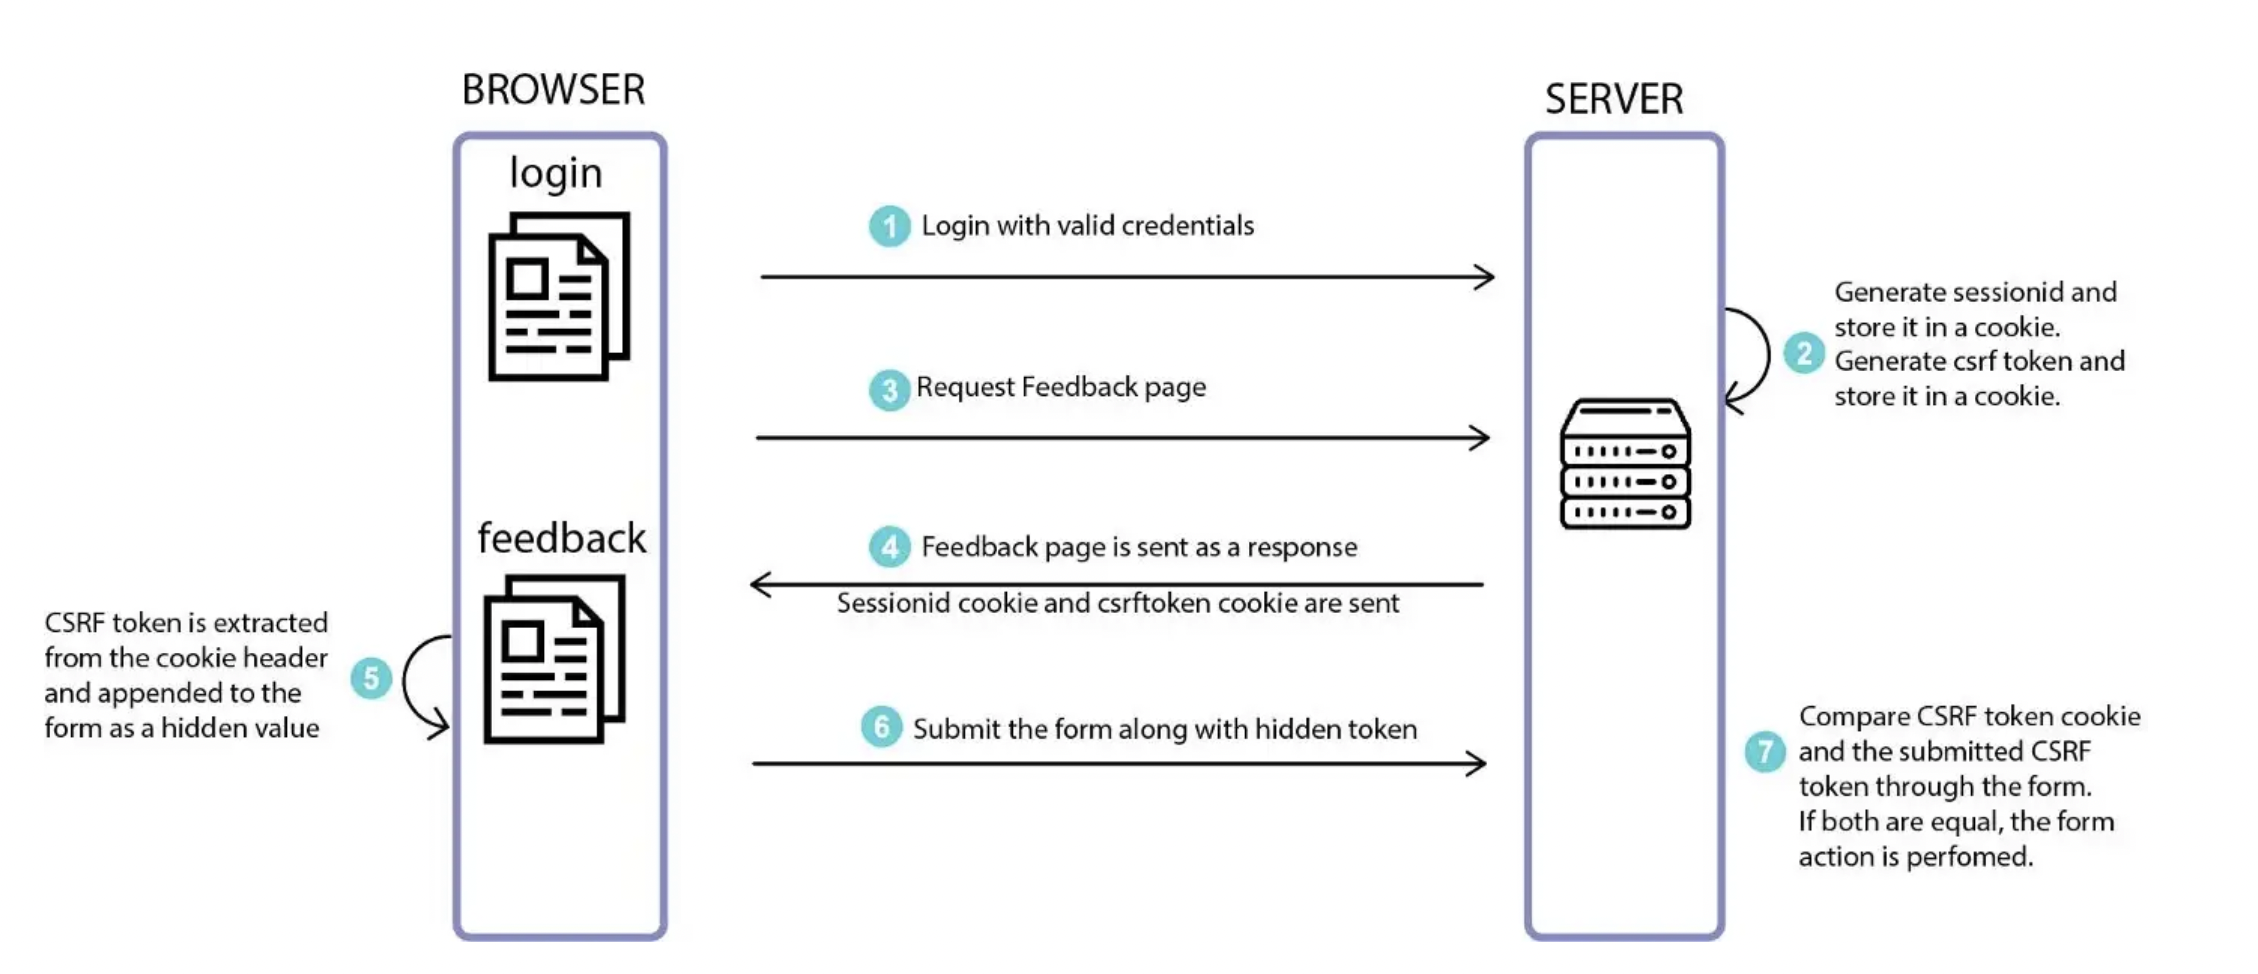 BROWSER
SERVER
login
1 Login with valid credentials
2
Generate sessionid and
store it in a cookie.
Generate csrf token and
store it in a cookie.
3 Request Feedback page
feedback
4 Feedback page is sent as a response
Sessionid cookie and csrftoken cookie are sent
CSRF token is extracted
from the cookie header
and appended to the
form as a hidden value
5
6 Submit the form along with hidden token
7
Compare CSRF token cookie
and the submitted CSRF
token through the form.
If both are equal, the form
action is perfomed.